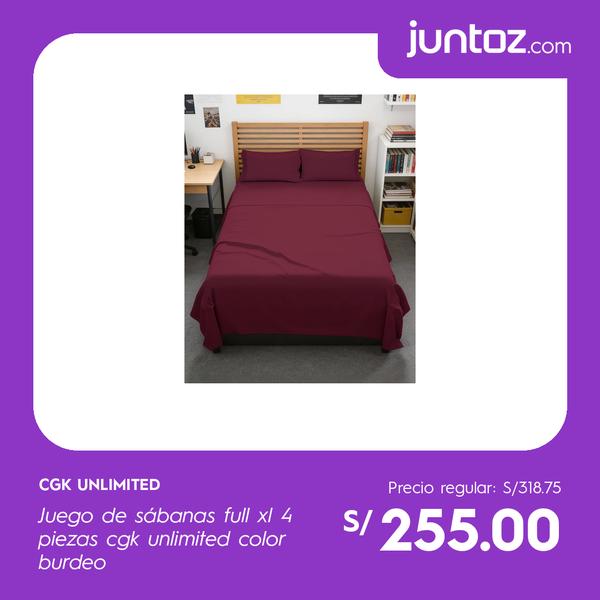 juntoz.com
CGK UNLIMITED
Juego de sábanas full xl 4
piezas cgk unlimited color
burdeo
Precio regular: S/318.75
S/ 255.00